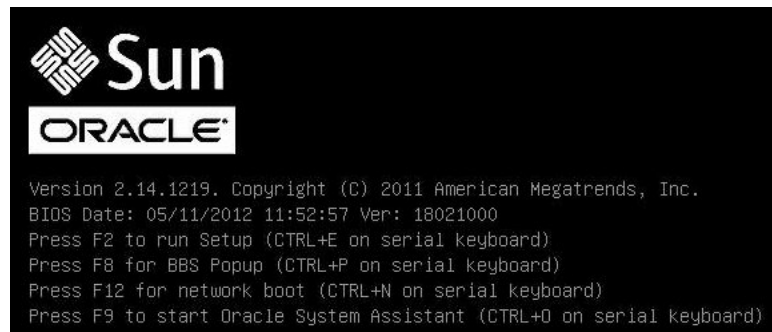 Sun
ORACLE
Version 2.14.1219. Copyright (C) 2011 American Megatrends, Inc.
BIOS Date: 05/11/2012 11:52:57 Ver: 18021000
Press F2 to run Setup (CTRL+E on serial keyboard)
Press F8 for BBS Popup (CTRL+P on serial keyboard)
Press F12 for network boot (CTRL+N on serial keyboard)
Press F9 to start Oracle System Assistant (CTRL+O on serial keyboard)